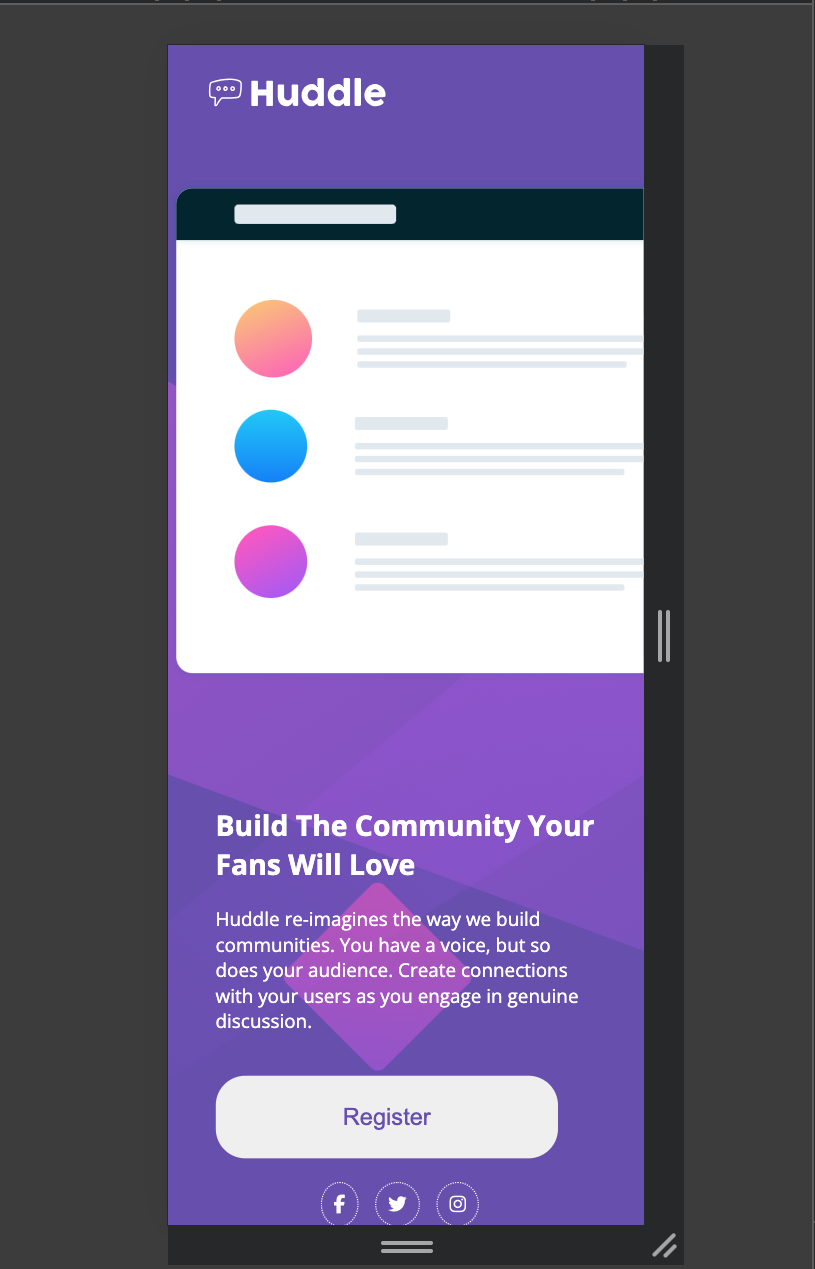 Huddle
Build The Community Your
Fans Will Love
Huddle re-imagines the way we build
communities. You have a voice, but so
does your audience. Create connections
with your users as you engage in genuine
discussion.
Register